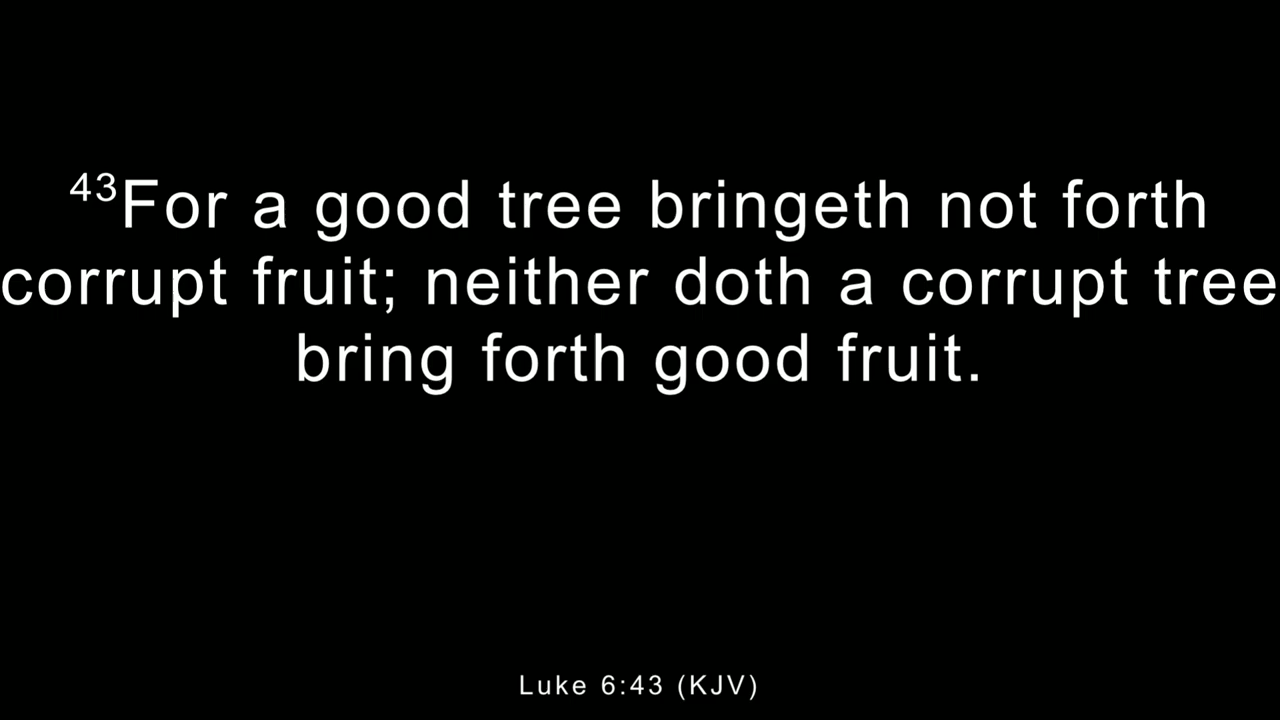 43For a good tree bringeth not forth
corrupt fruit; neither doth a corrupt tree
bring forth good fruit.
Luke 6:43 (KJV)